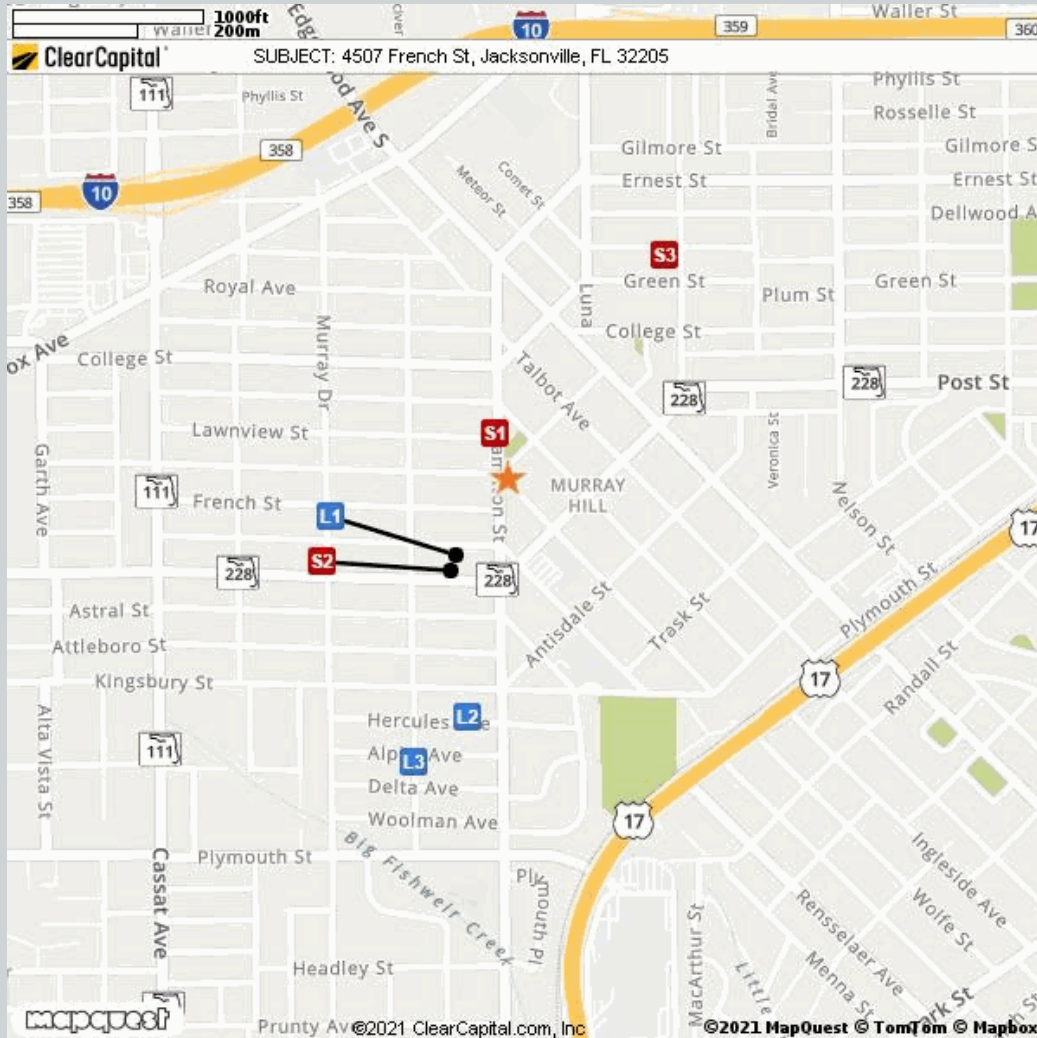 1000ft
200m
Waller St
10
359
360
Waller St
ClearCapital
SUBJECT: 4507 French St, Jacksonville, FL 32205
111
Phyllis St
Phyllis St
Rosselle St
Bridal Ave
358
Gilmore St
Gilmore S
10
358
Comet St
Meteor St
Ernest St
Ernest St
Dellwood A
S3
Royal Ave
Green St
Plum St
Green St
Luna
Murray Dr
College St
ox Ave
College St
Talbot Ave
228
228
Post St
Lawnview St
S1
Veronica St
Garth Ave
111
French St
MURRAY
HILL
Nelson St
L1
17
S2
228
228
Plymouth St
Astral St
Antisdale St
Trask St
Attleboro St
Randall St
Kingsbury St
17
Alta Vista St
Hercules
L2
111
L3
Delta Ave
Woolman Ave
17
Cassat Ave
Plymouth St
Big Fishweir Creek
Plymouth Pl
Ingleside Ave
Wolfe St
Rensselaer Ave
MacArthur St
Little
Menna St
Headley St
mapquest
Prunty Av
©2021 ClearCapital.com, Inc
©2021 MapQuest © TomTom © Mapbox